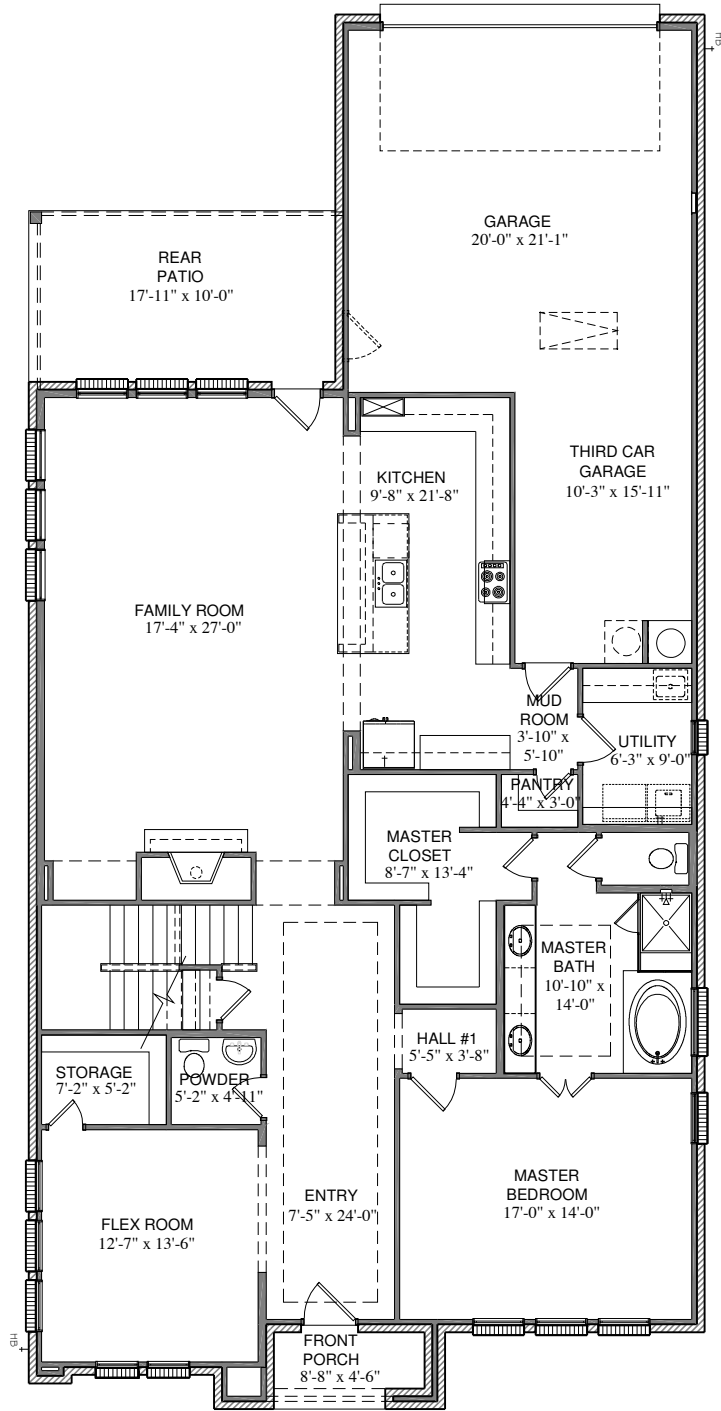 HB
GARAGE
20'-0" x 21'-1"
REAR
PATIO
17'-11" x 10'-0"
THIRD CAR
GARAGE
10'-3" x 15'-11"
KITCHEN
9'-8" x 21'-8"
FAMILY ROOM
17'-4" x 27'-0"
MUD
ROOM
3'-10" x
5'-10"
UTILITY
6'-3" x 9'-0"
PANTRY
4'-4" x 3'-0"
MASTER
CLOSET
8'-7" x 13'-4"
MASTER
BATH
10'-10" x
14'-0"
HALL #1
5'-5" x 3'-8"
STORAGE
7'-2" x 5'-2"
POWDER
5'-2" x 4'-11"
MASTER
BEDROOM
17'-0" x 14'-0"
ENTRY
7'-5" x 24'-0"
FLEX ROOM
12'-7" x 13'-6"
HB
FRONT
PORCH
8'-8" x 4'-6"